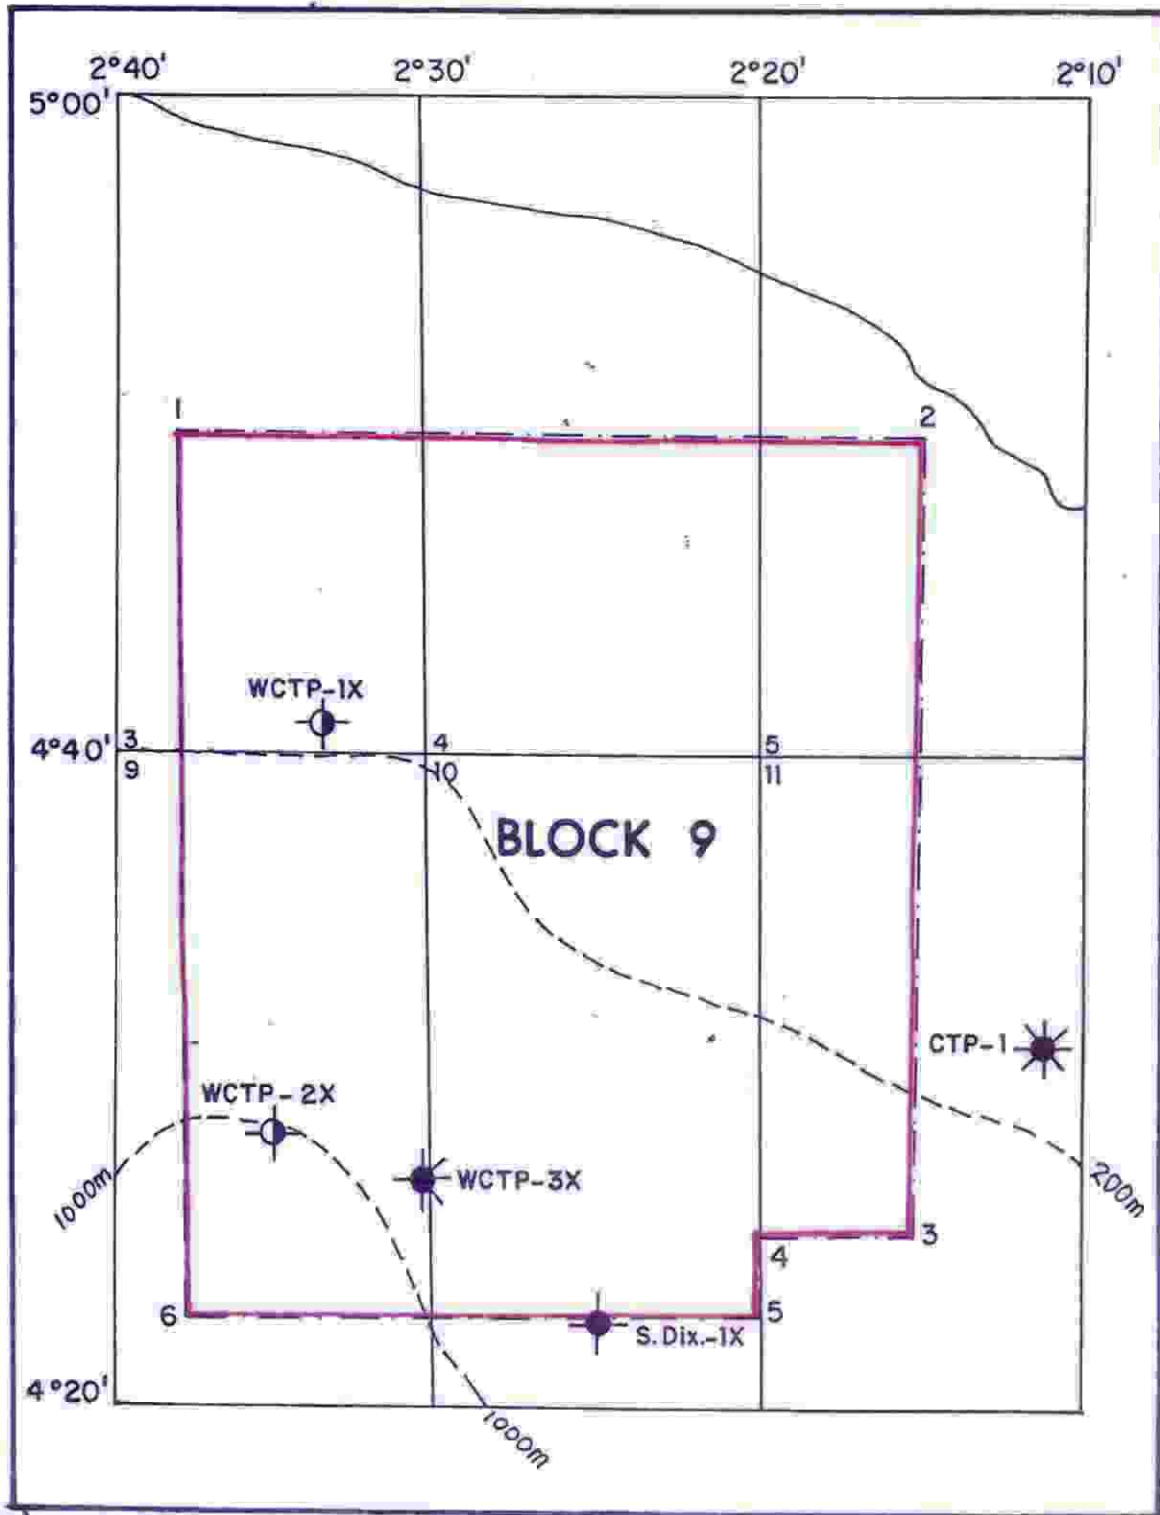 2°40' 2°30' 2°20' 2°10'
5°00'
1
2
WCTP-1X
4°40' 3 4 5
9 10 11
BLOCK 9
CTP-1
WCTP-2X
1000m
WCTP-3X
200m
3
4
6 5
S.Dix.-1X
4°20'
1000m